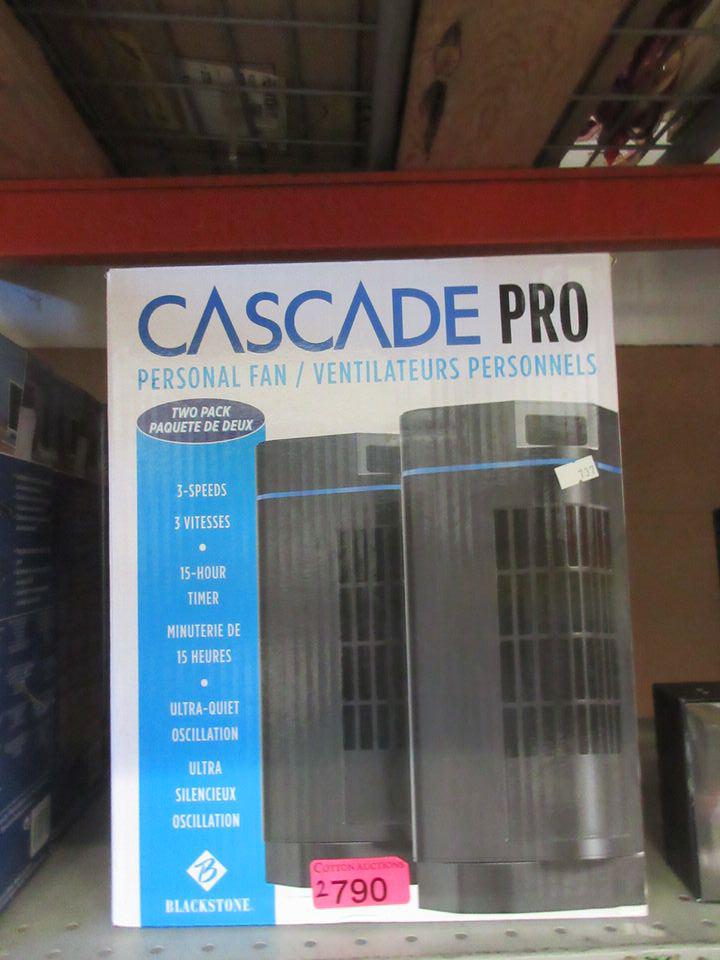 CASCADE PRO
PERSONAL FAN / VENTILATEURS PERSONNELS
TWO PACK
PAQUETE DE DEUX
3-SPEEDS
3 VITESSES
•
15-HOUR
TIMER
MINUTERIE DE
15 HEURES
•
ULTRA-QUIET
OSCILLATION
ULTRA
SILENCIEUX
OSCILLATION
B
BLACKSTONE
737
COTTON AUCTIONS
2790